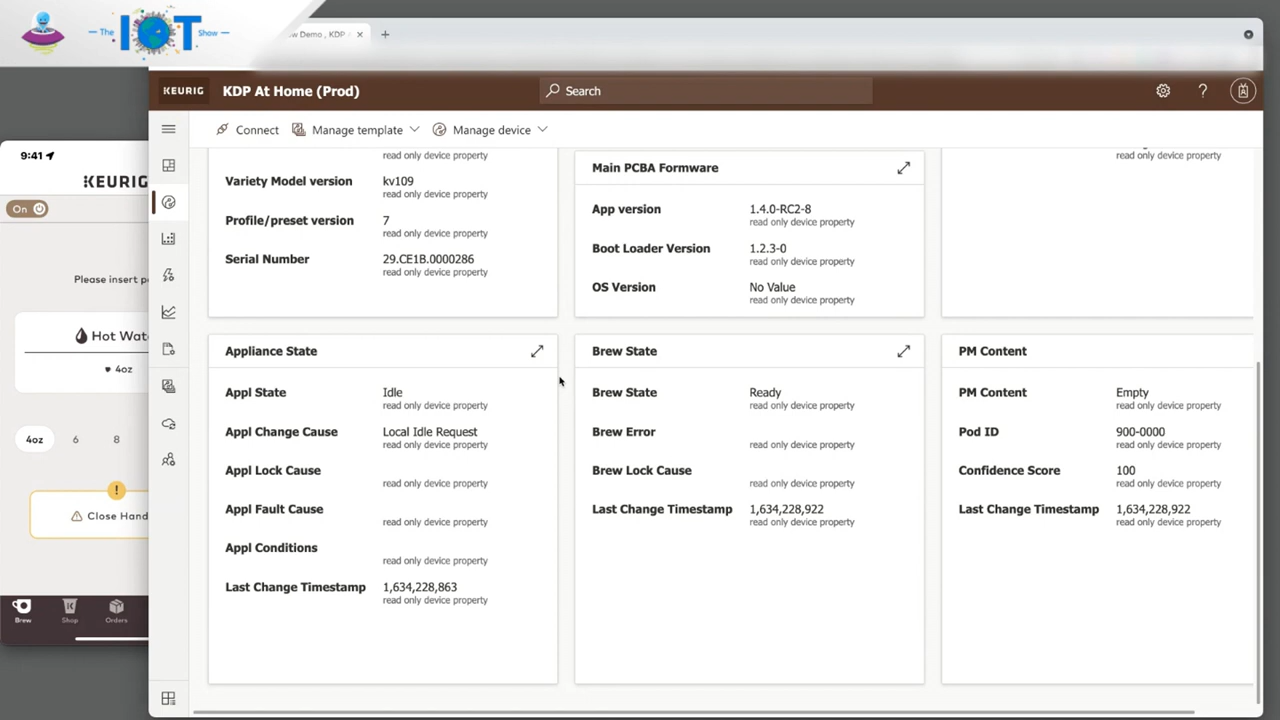 The IOT Show
w Demo , KDP A
KEURIG
KDP At Home (Prod)
Search
Connect
Manage template
Manage device
9:41
KEURIG
On
Please insert po
Hot Wat
4oz
4oz
6
8
Close Hand
Brew
Shop
Orders
read only device property
Variety Model version
kv109
read only device property
Profile/preset version
7
read only device property
Serial Number
29.CE1B.0000286
read only device property
Main PCBA Formware
App version
1.4.0-RC2-8
read only device property
Boot Loader Version
1.2.3-0
read only device property
OS Version
No Value
read only device property
read only device property
Appliance State
Appl State
Idle
read only device property
Appl Change Cause
Local Idle Request
read only device property
Appl Lock Cause
read only device property
Appl Fault Cause
read only device property
Appl Conditions
read only device property
Last Change Timestamp
1,634,228,863
read only device property
Brew State
Brew State
Ready
read only device property
Brew Error
read only device property
Brew Lock Cause
read only device property
Last Change Timestamp
1,634,228,922
read only device property
PM Content
PM Content
Empty
read only device property
Pod ID
900-0000
read only device property
Confidence Score
100
read only device property
Last Change Timestamp
1,634,228,922
read only device property